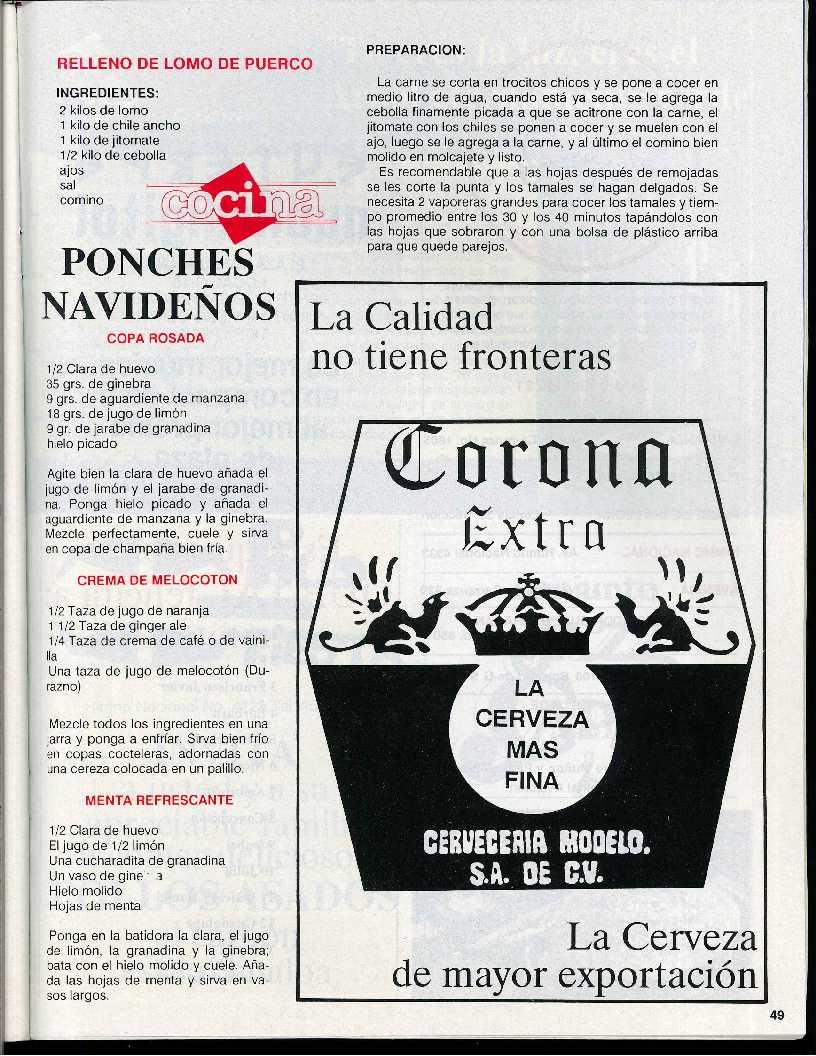 RELLENO DE LOMO DE PUERCO
INGREDIENTES:
2 kilos de lomo
1 kilo de chile ancho
1 kilo de jitomate
1/2 kilo de cebolla
ajos
sal
comino
PREPARACION:
La carne se corta en trocitos chicos y se pone a cocer en
medio litro de agua, cuando está ya seca, se le agrega la
cebolla finamente picada a que se acitrone con la carne, el
jitomate con los chiles se ponen a cocer y se muelen con el
ajo, luego se le agrega a la carne, y al último el comino bien
molido en molcajete y listo.
Es recomendable que a las hojas después de remojadas
se les corte la punta y los tamales se hagan delgados. Se
necesita 2 vaporeras grandes para cocer los tamales y tiem-
po promedio entre los 30 y los 40 minutos tapándolos con
las hojas que sobraron y con una bolsa de plástico arriba
para que quede parejos.
cocina
PONCHES
NAVIDEÑOS
COPA ROSADA
1/2 Clara de huevo
35 grs. de ginebra
9 grs. de aguardiente de manzana
18 grs. de jugo de limón
9 gr. de jarabe de granadina
hielo picado
Agite bien la clara de huevo añada el
jugo de limón y el jarabe de granadi-
na. Ponga hielo picado y añada el
aguardiente de manzana y la ginebra.
Mezcle perfectamente, cuele y sirva
en copa de champaña bien fría.
CREMA DE MELOCOTON
1/2 Taza de jugo de naranja
1 1/2 Taza de ginger ale
1/4 Taza de crema de café o de vaini-
lla
Una taza de jugo de melocotón (Du-
razno)
Mezcle todos los ingredientes en una
jarra y ponga a enfríar. Sirva bien frío
en copas cocteleras, adornadas con
una cereza colocada en un palillo.
MENTA REFRESCANTE
1/2 Clara de huevo
El jugo de 1/2 limón
Una cucharadita de granadina
Un vaso de
Hielo molido
Hojas de menta
Ponga en la batidora la clara, el jugo
de limón, la granadina y la ginebra;
bata con el hielo molido y cuele. Aña-
da las hojas de menta y sirva en va-
sos largos.
La Calidad
no tiene fronteras
Corona
Extra
LA
CERVEZA
MAS
FINA
CERVECERIA MODELO.
S.A. DE C.V.
La Cerveza
de mayor exportación
49